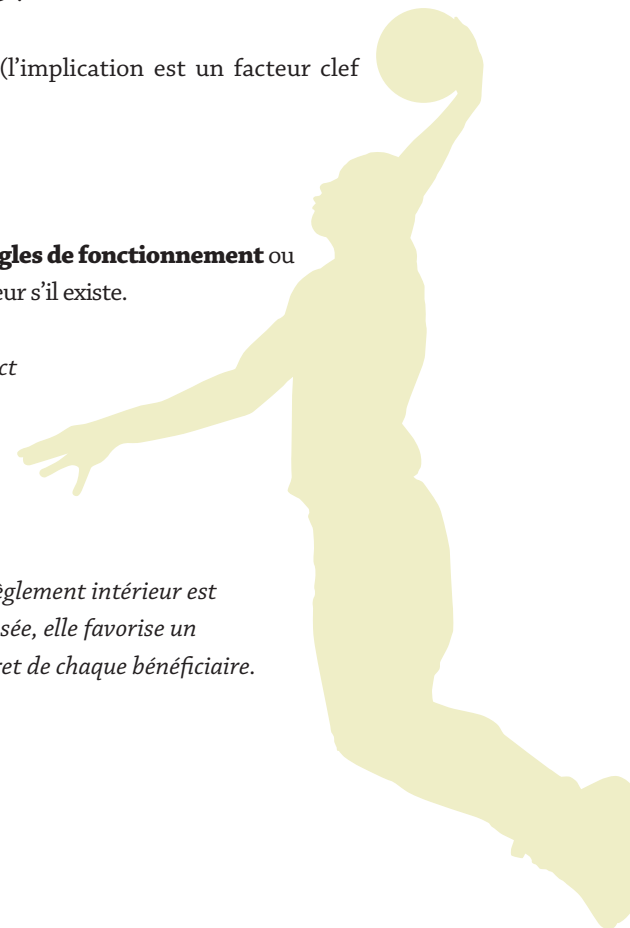 (l'implication est un facteur clef
gles de fonctionnement ou
eur s'il existe.
ct
èglement intérieur est
sée, elle favorise un
et de chaque bénéficiaire.